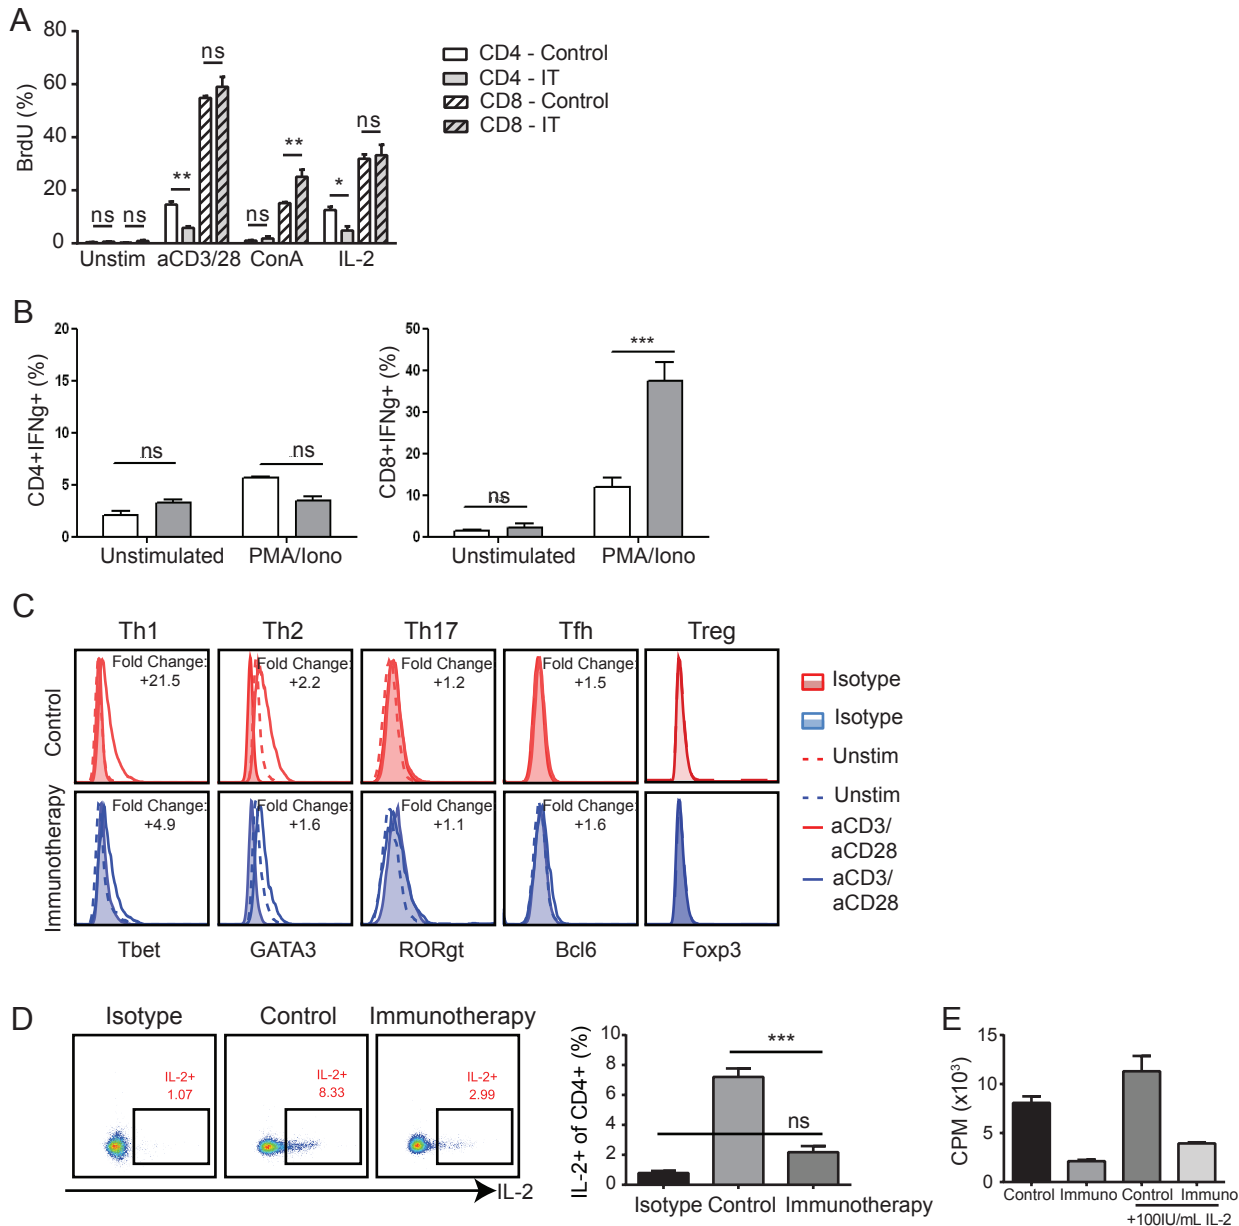 A
BrdU (%)
80
60
40
20
0
ns ns
**
ns
ns
**
*
ns
Unstim aCD3/28 ConA IL-2
CD4 - Control
CD4 - IT
CD8 - Control
CD8 - IT
B
CD4+IFNg+ (%)
20
15
10
5
0
ns
ns
Unstimulated PMA/Iono
CD8+IFNg+ (%)
50
40
30
20
10
0
ns
***
Unstimulated PMA/Iono
C
Th1 Th2 Th17 Tfh Treg
Control
Fold Change: +21.5
Fold Change: +2.2
Fold Change: +1.2
Fold Change: +1.5
Immunotherapy
Fold Change: +4.9
Fold Change: +1.6
Fold Change: +1.1
Fold Change: +1.6
Tbet GATA3 RORgt Bcl6 Foxp3
Isotype
Isotype
Unstim
Unstim
aCD3/
aCD28
aCD3/
aCD28
D
Isotype Control Immunotherapy
IL-2+
1.07
IL-2+
8.33
IL-2+
2.99
IL-2
IL-2+ of CD4+ (%)
10
8
6
4
2
0
***
ns
Isotype Control Immunotherapy
E
CPM (x10³)
15
10
5
0
Control Immuno Control Immuno
+100IU/mL IL-2